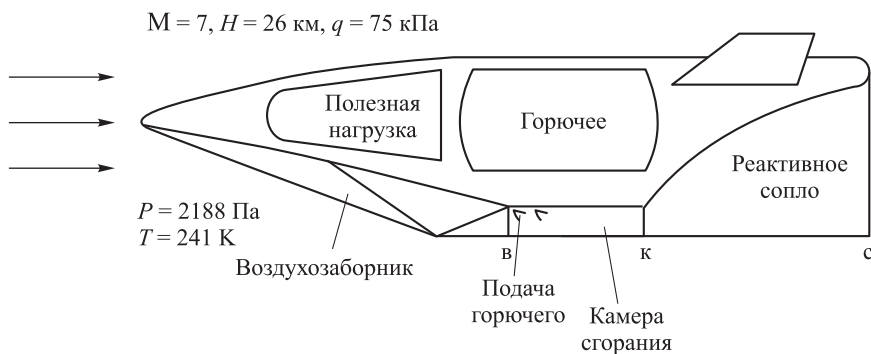 М = 7, H = 26 км, q = 75 кПа
Полезная
нагрузка
Горючее
Реактивное
сопло
P = 2188 Па
T = 241 К
Воздухозаборник
в
к
с
Подача
горючего
Камера
сгорания